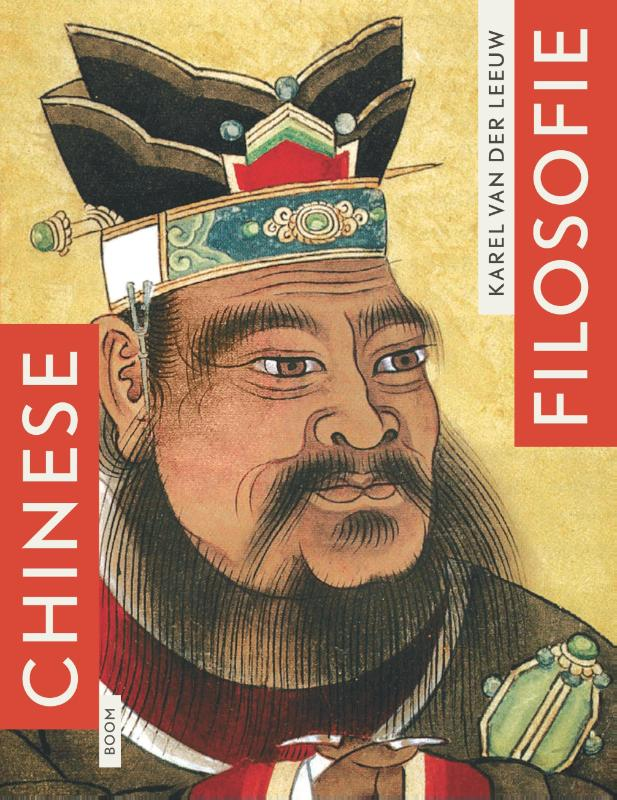 CHINESE
FILOSOFIE
KAREL VAN DER LEEUW
BOOM